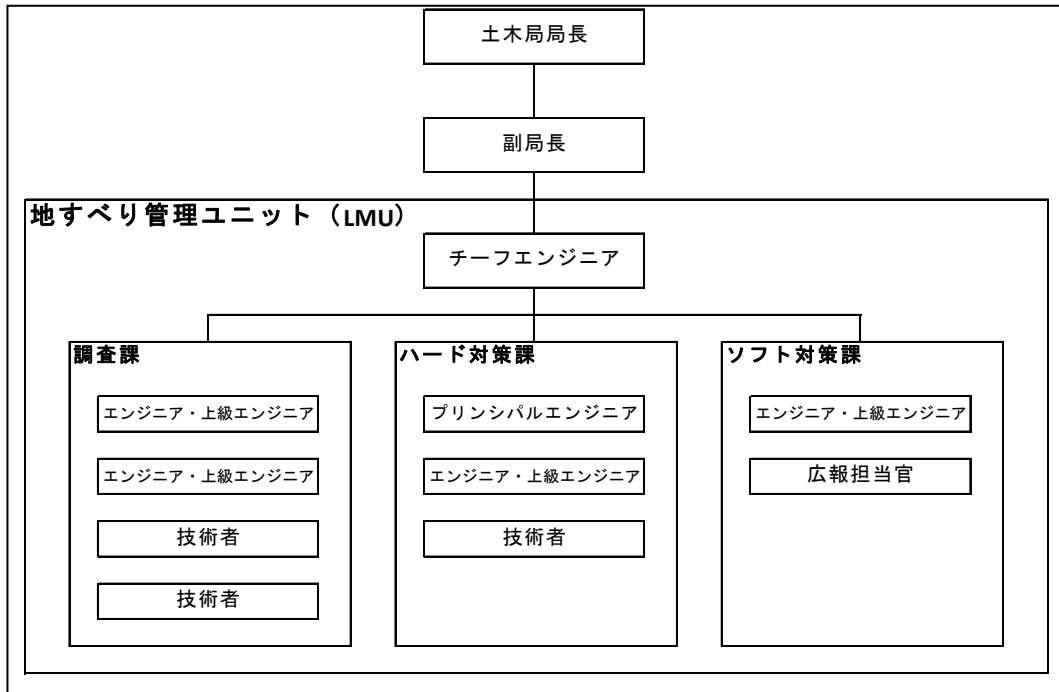 土木局局長
副局長
地すべり管理ユニット（LMU）
チーフエンジニア
調査課
エンジニア・上級エンジニア
エンジニア・上級エンジニア
技術者
技術者
ハード対策課
プリンシパルエンジニア
エンジニア・上級エンジニア
技術者
ソフト対策課
エンジニア・上級エンジニア
広報担当官